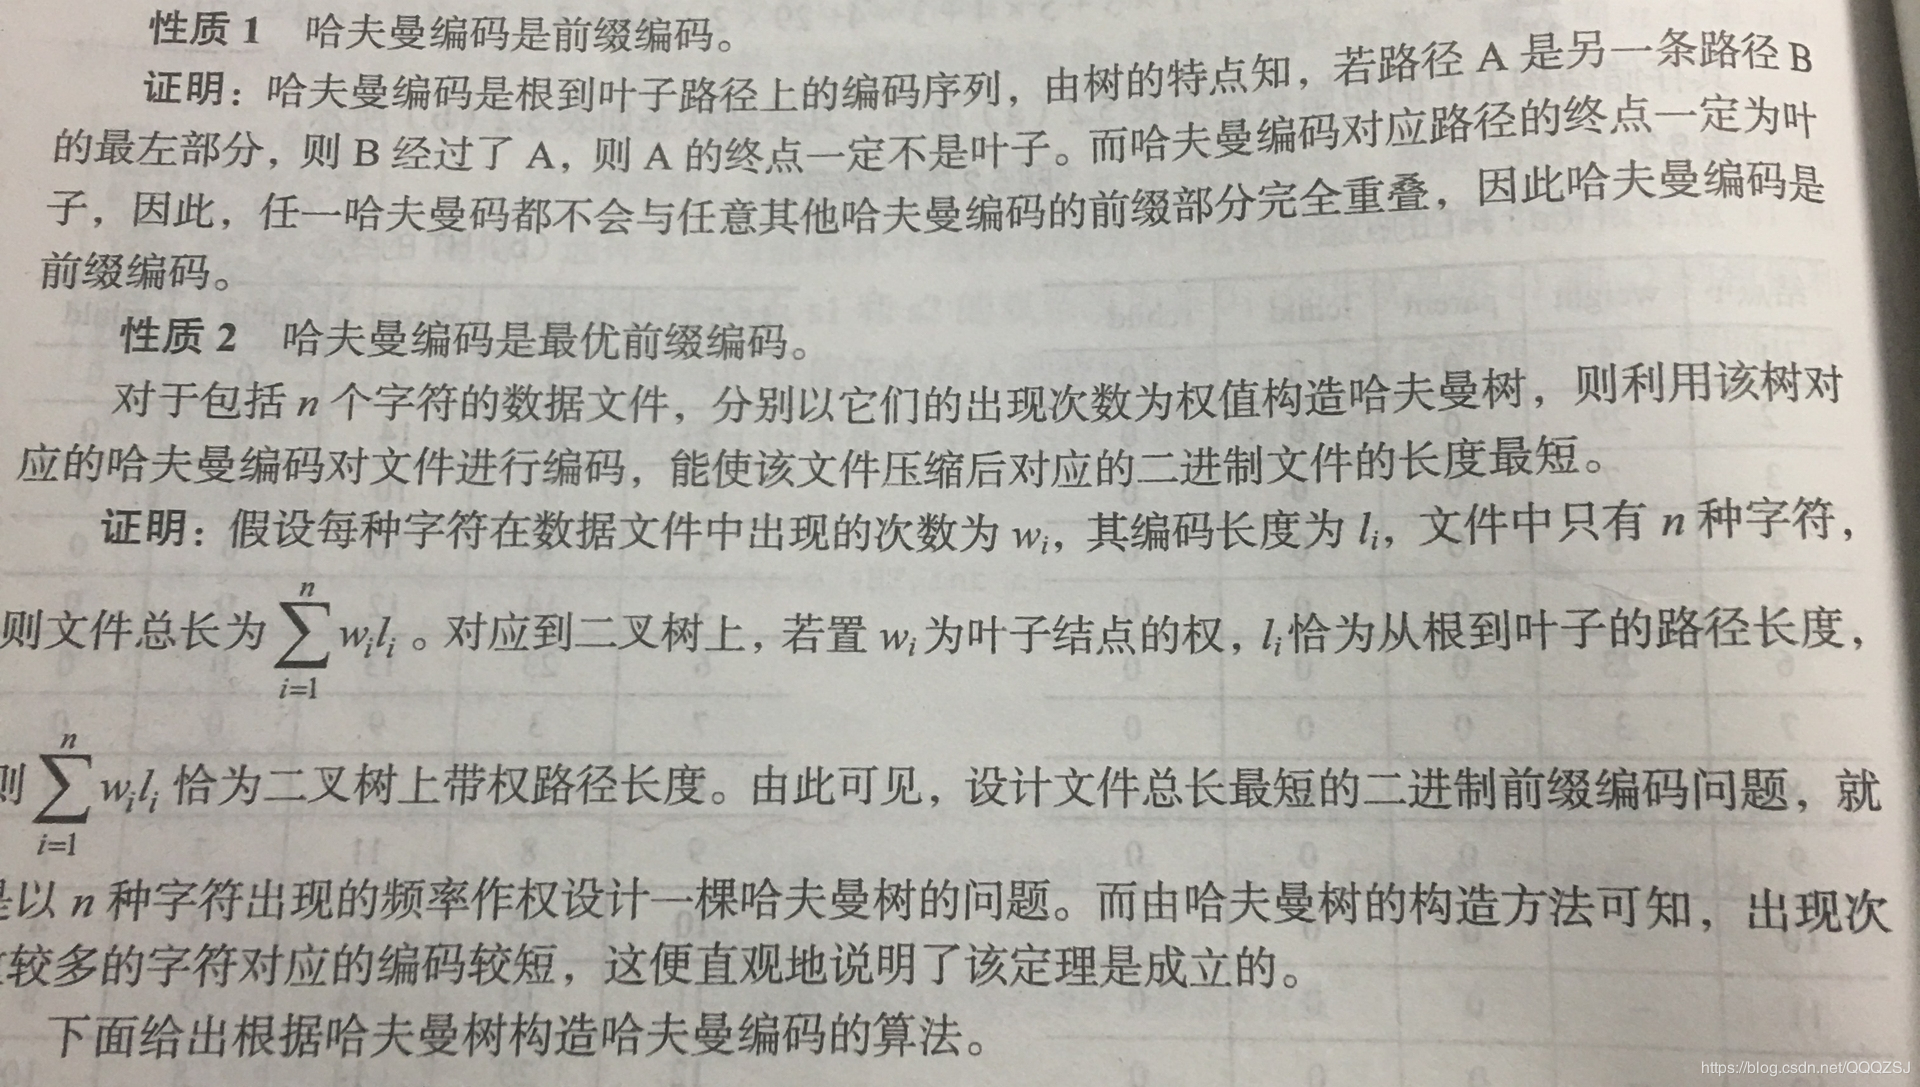 性质 1 哈夫曼编码是前缀编码。
证明：哈夫曼编码是根到叶子路径上的编码序列，由树的特点知，若路径 A 是另一条路径 B
的最左部分，则 B 经过了 A，则 A 的终点一定不是叶子。而哈夫曼编码对应路径的终点一定为叶
子，因此，任一哈夫曼码都不会与任意其他哈夫曼编码的前缀部分完全重叠，因此哈夫曼编码是
前缀编码。
性质 2 哈夫曼编码是最优前缀编码。
对于包括 n 个字符的数据文件，分别以它们的出现次数为权值构造哈夫曼树，则利用该树对
应的哈夫曼编码对文件进行编码，能使该文件压缩后对应的二进制文件的长度最短。
证明：假设每种字符在数据文件中出现的次数为 wᵢ，其编码长度为 lᵢ，文件中只有 n 种字符，
则文件总长为 ∑ᵢ₌₁ⁿ wᵢlᵢ 。对应到二叉树上，若置 wᵢ 为叶子结点的权，lᵢ 恰为从根到叶子的路径长度，
则 ∑ᵢ₌₁ⁿ wᵢlᵢ 恰为二叉树上带权路径长度。由此可见，设计文件总长最短的二进制前缀编码问题，就
是以 n 种字符出现的频率作权设计一棵哈夫曼树的问题。而由哈夫曼树的构造方法可知，出现次
较多的字符对应的编码较短，这便直观地说明了该定理是成立的。
下面给出根据哈夫曼树构造哈夫曼编码的算法。
https://blog.csdn.net/QQQZSJ